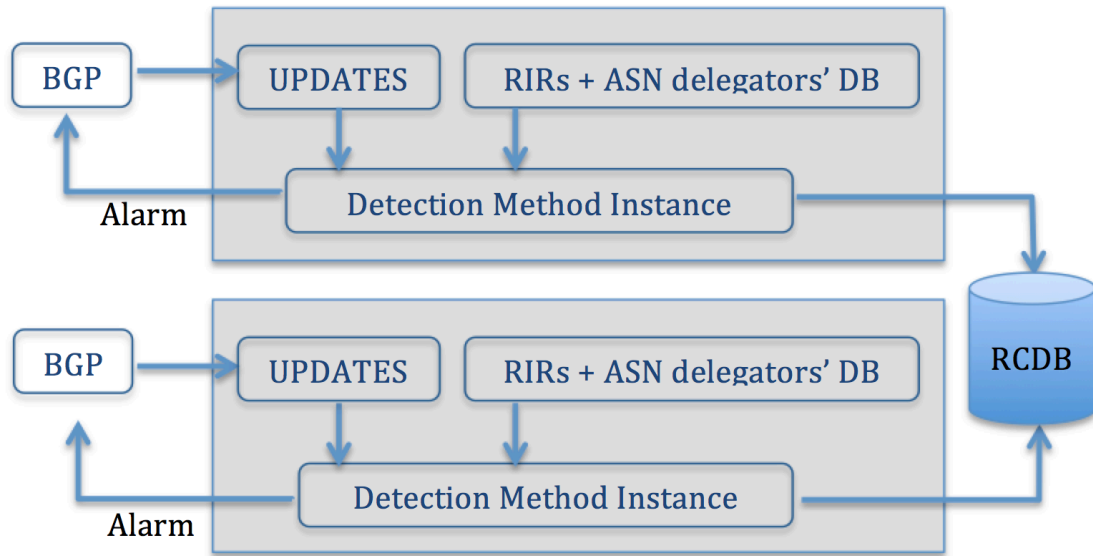 BGP
UPDATES
RIRs + ASN delegators’ DB
Detection Method Instance
Alarm
RCDB
BGP
UPDATES
RIRs + ASN delegators’ DB
Detection Method Instance
Alarm